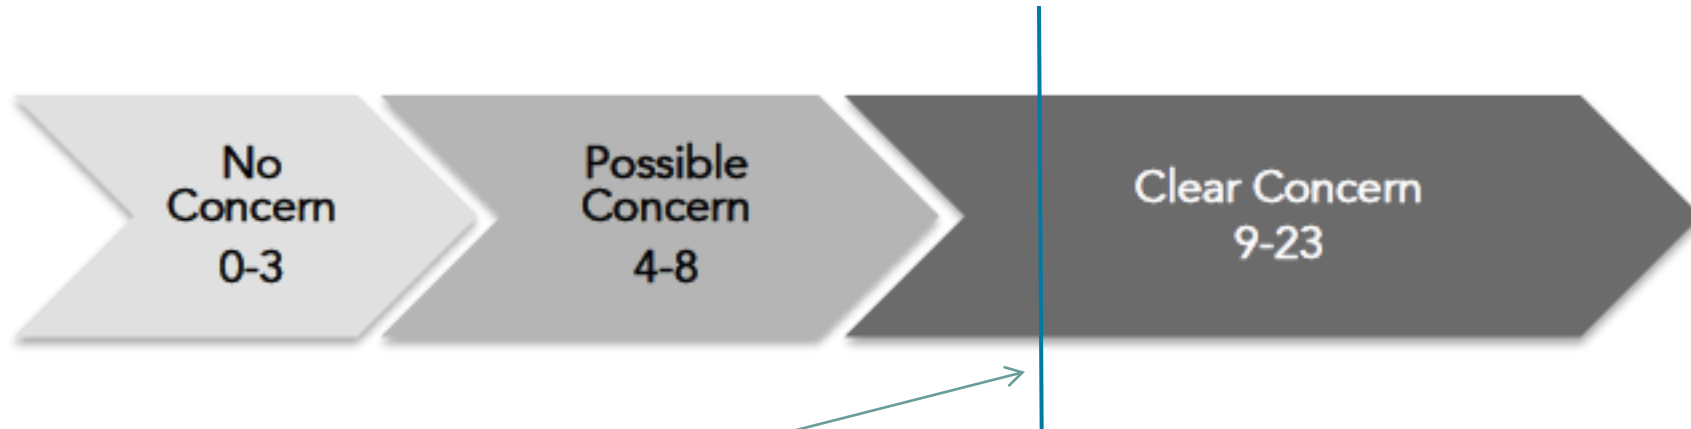 No
Concern
0-3
Possible
Concern
4-8
Clear Concern
9-23